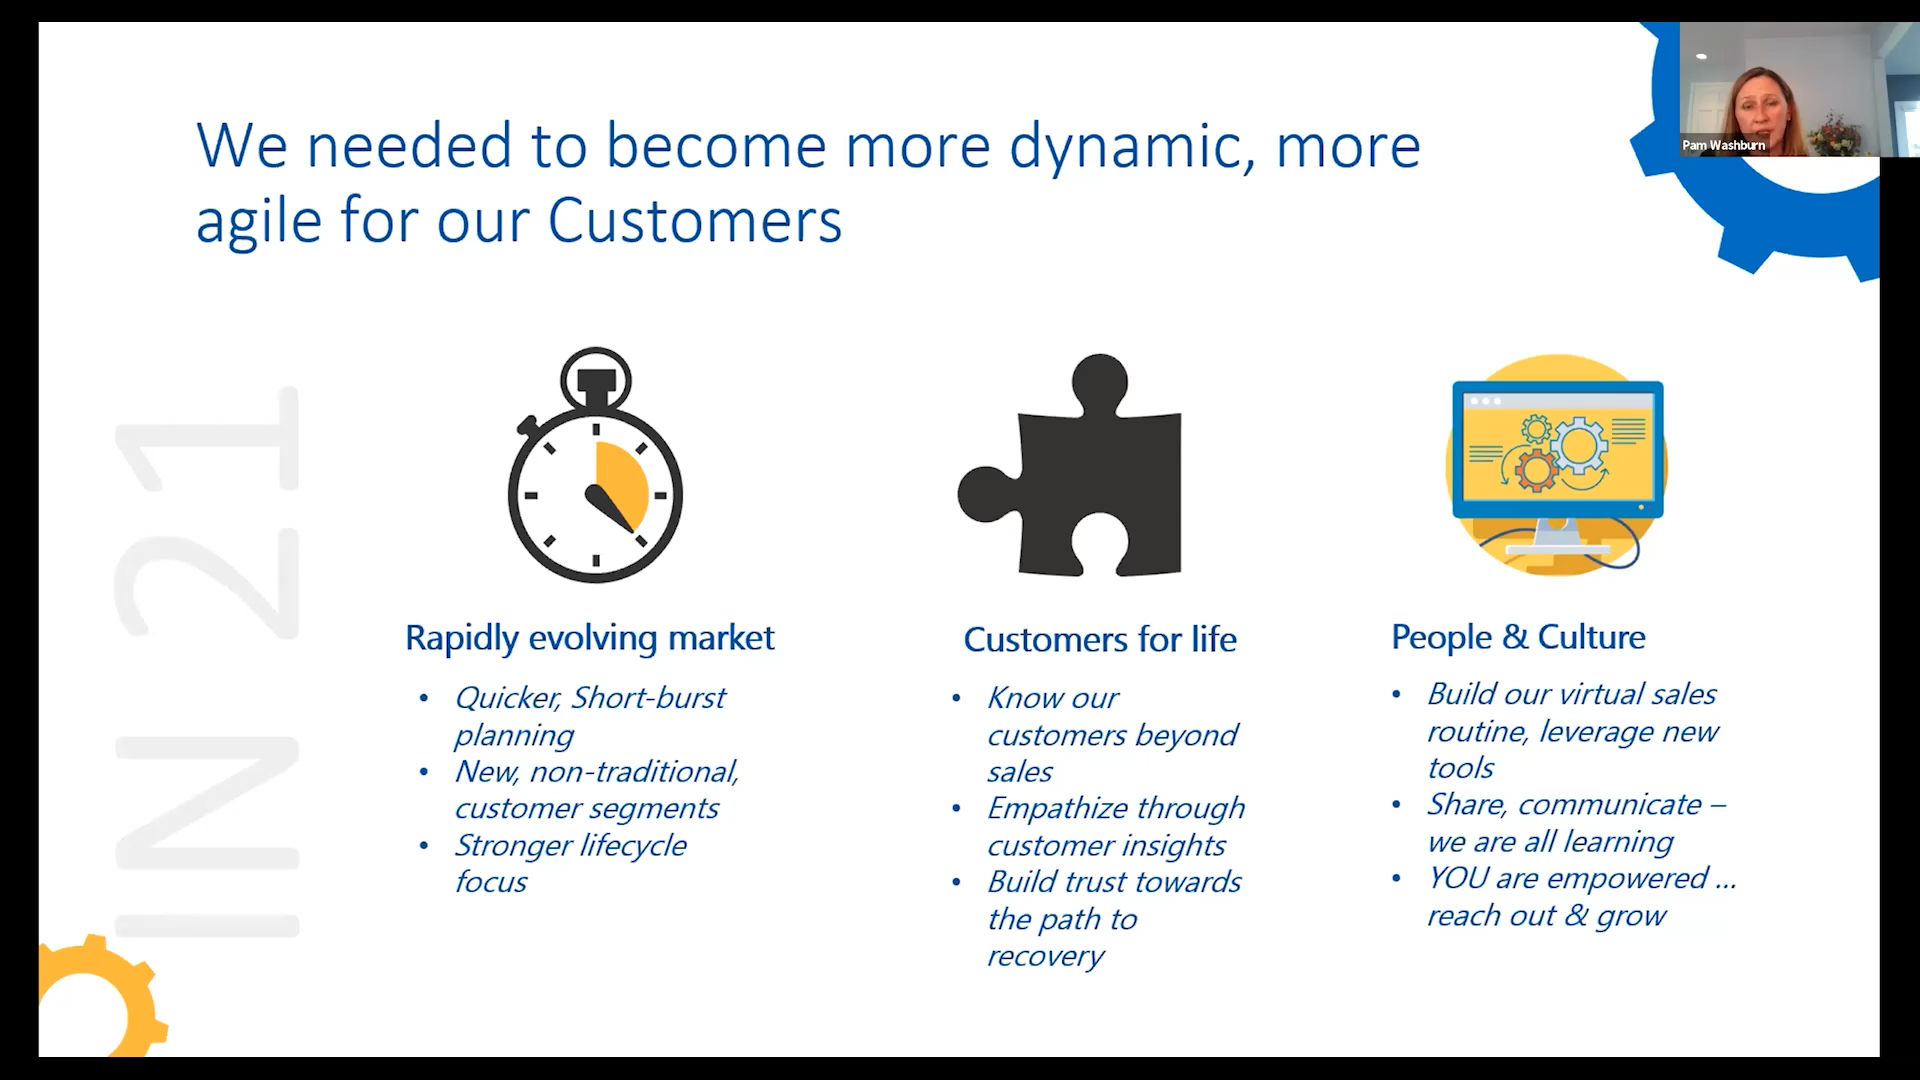 We needed to become more dynamic, more
agile for our Customers
Pam Washburn
IN 21
Rapidly evolving market
• Quicker, Short-burst
planning
• New, non-traditional,
customer segments
• Stronger lifecycle
focus
Customers for life
• Know our
customers beyond
sales
• Empathize through
customer insights
• Build trust towards
the path to
recovery
People & Culture
• Build our virtual sales
routine, leverage new
tools
• Share, communicate –
we are all learning
• YOU are empowered ...
reach out & grow